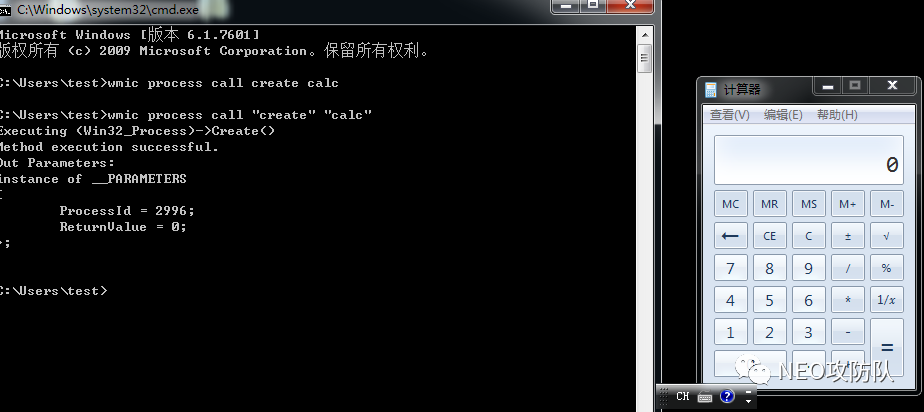 C:\Windows\system32\cmd.exe
Microsoft Windows [版本 6.1.7601]
版权所有 (c) 2009 Microsoft Corporation。保留所有权利。
C:\Users\test>wmic process call create calc
C:\Users\test>wmic process call "create" "calc"
Executing (Win32_Process)->Create()
Method execution successful.
Out Parameters:
instance of __PARAMETERS
{
ProcessId = 2996;
ReturnValue = 0;
};
C:\Users\test>
计算器
查看(V) 编辑(E) 帮助(H)
0
MC MR MS M+ M-
← CE C ± √
7 8 9 / %
4 5 6 * 1/x
1 2 3 - =
NEO攻防队
CH ?